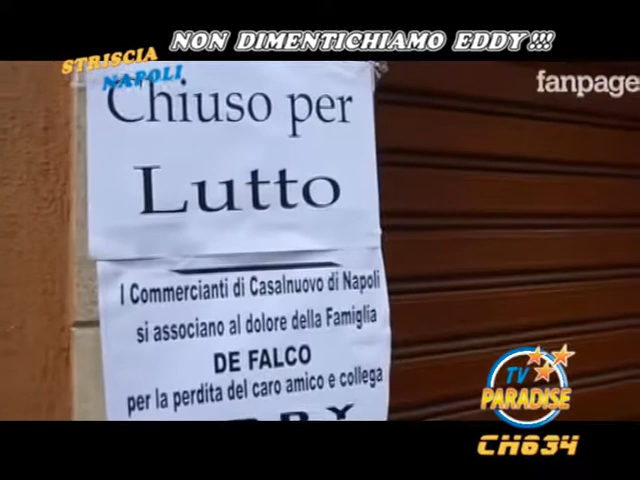 NON DIMENTICHIAMO EDDY!!!
STRISCIA
NAPOLI
fanpage
Chiuso per
Lutto
I Commercianti di Casalnuovo di Napoli
si associano al dolore della Famiglia
DE FALCO
per la perdita del caro amico e collega
TV
PARADISE
CH634